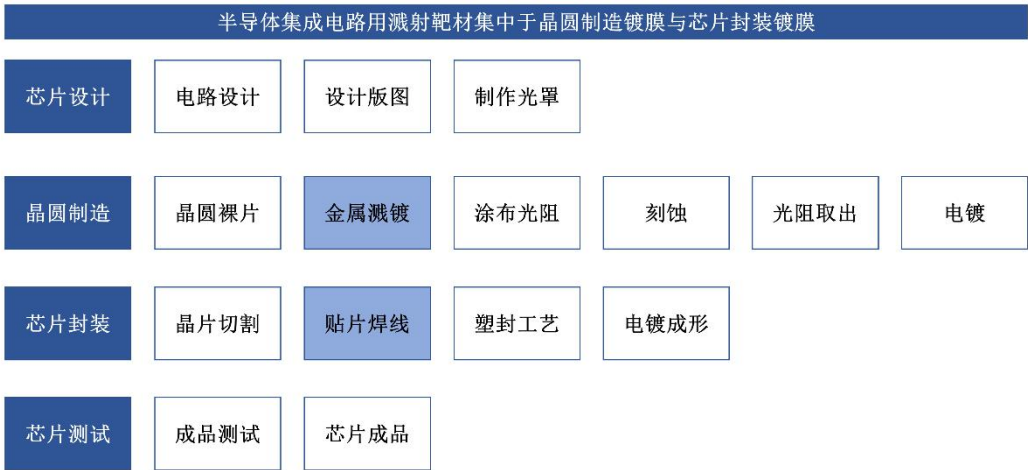 半导体集成电路用溅射靶材集中于晶圆制造镀膜与芯片封装镀膜
芯片设计 电路设计 设计版图 制作光罩
晶圆制造 晶圆裸片 金属溅镀 涂布光阻 刻蚀 光阻取出 电镀
芯片封装 晶片切割 贴片焊线 塑封工艺 电镀成形
芯片测试 成品测试 芯片成品